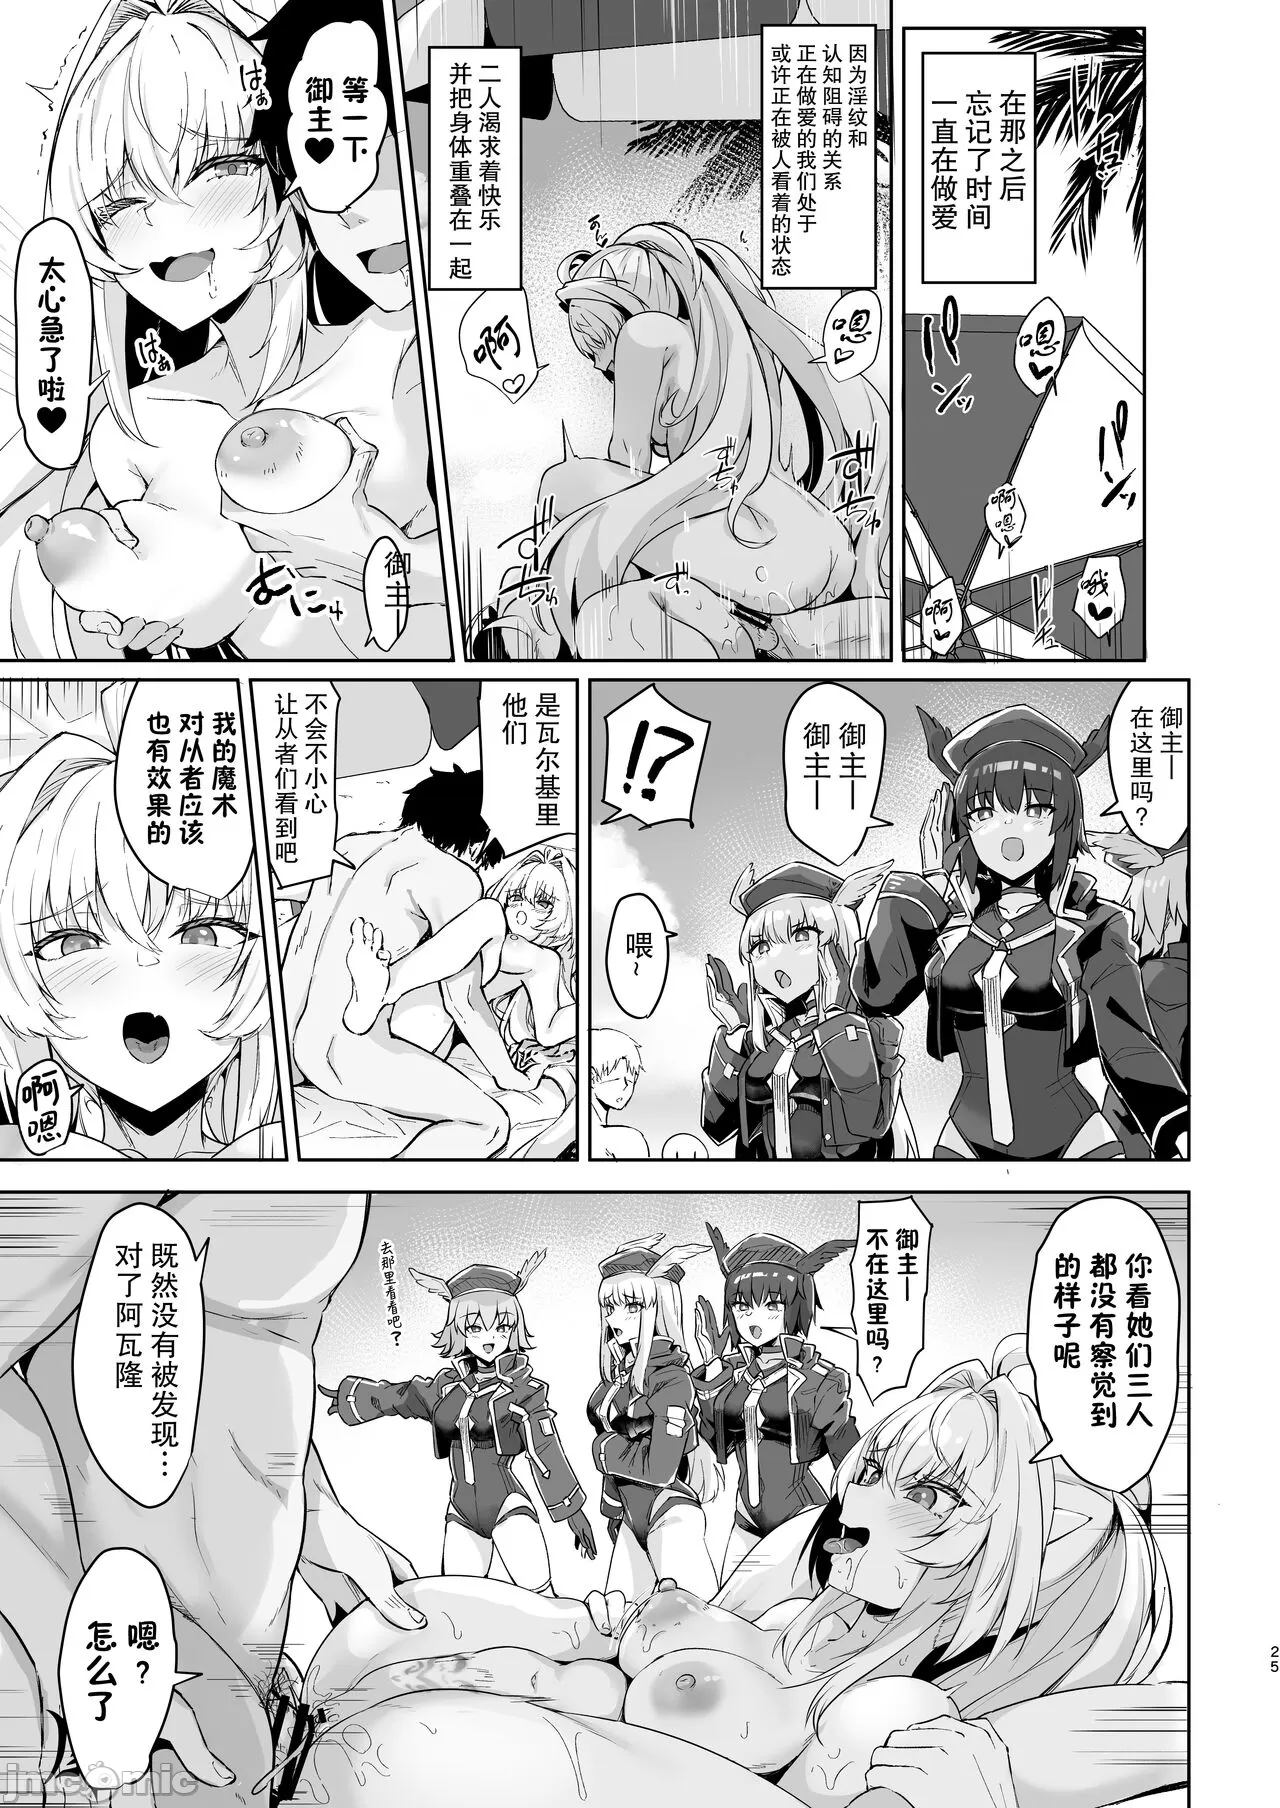 在那之后
忘记了时间
一直在做爱
嗯♡
啊嗯♡
哦♡
啊♡
因为淫纹和
认知阻碍的关系
正在做爱的我们处于
或许正在被人看着的状态
嗯♡
啊♡
二人渴求着快乐
并把身体重叠在一起
等一下
御主♥
はぁ
太心急了啦♥
はぁ
御主—
むにゅ
御主—
在这里吗?
御主—
御主—
!?
喂~
是瓦尔基里
他们
不会不小心
让从者们看到吧
我的魔术
对从者应该
也有效果的
啊
嗯
你看她们三人
都没有察觉到
的样子呢
御主—
不在这里吗?
去那里看看吧?
既然没有被发现…
对了阿瓦隆
嗯?
怎么了
25
jmcomic